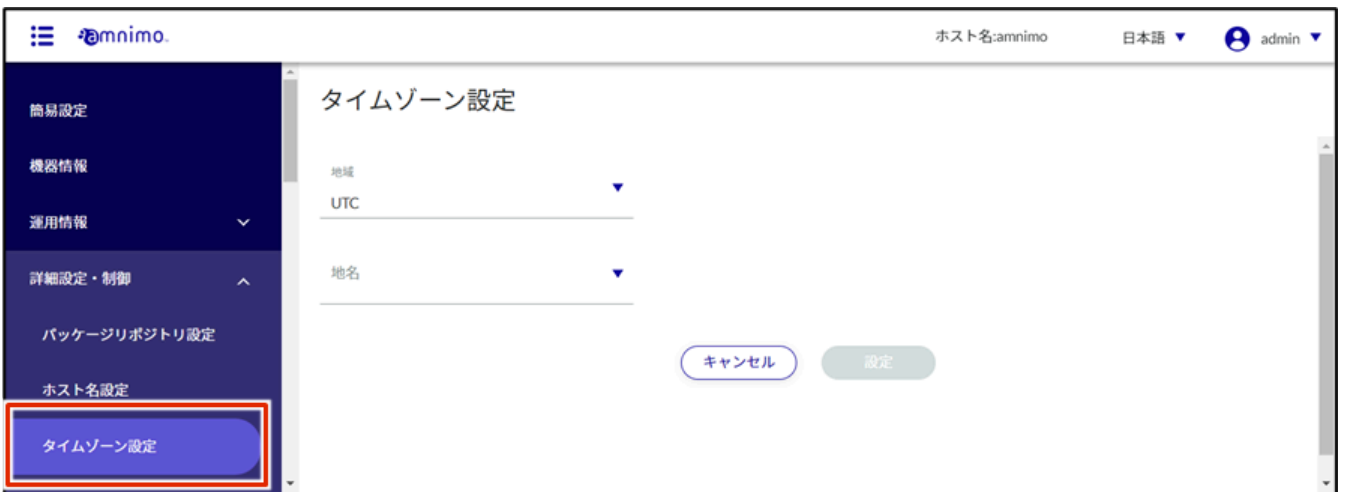 amnimo
ホスト名:amnimo
日本語
admin
簡易設定
機器情報
運用情報
詳細設定・制御
パッケージリポジトリ設定
ホスト名設定
タイムゾーン設定
タイムゾーン設定
地域
UTC
地名
キャンセル
設定